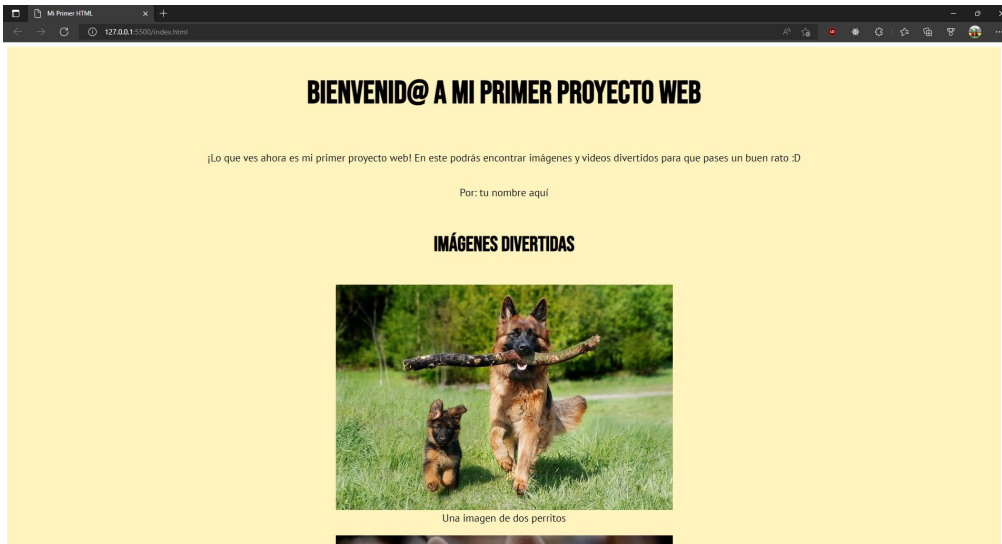 Mi Primer HTML
127.0.0.1:5500/index.html
BIENVENID@ A MI PRIMER PROYECTO WEB
¡Lo que ves ahora es mi primer proyecto web! En este podrás encontrar imágenes y videos divertidos para que pases un buen rato :D
Por: tu nombre aquí
IMÁGENES DIVERTIDAS
Una imagen de dos perritos